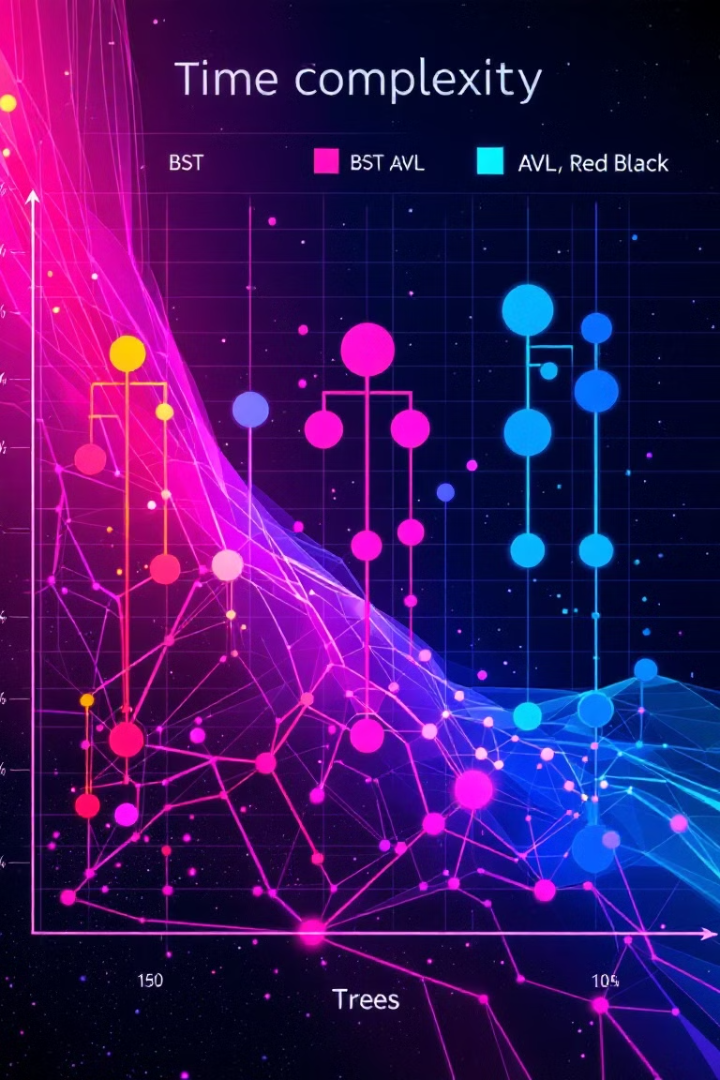 Time complexity
BST BST AVL AVL, Red Black
150 10%
Trees